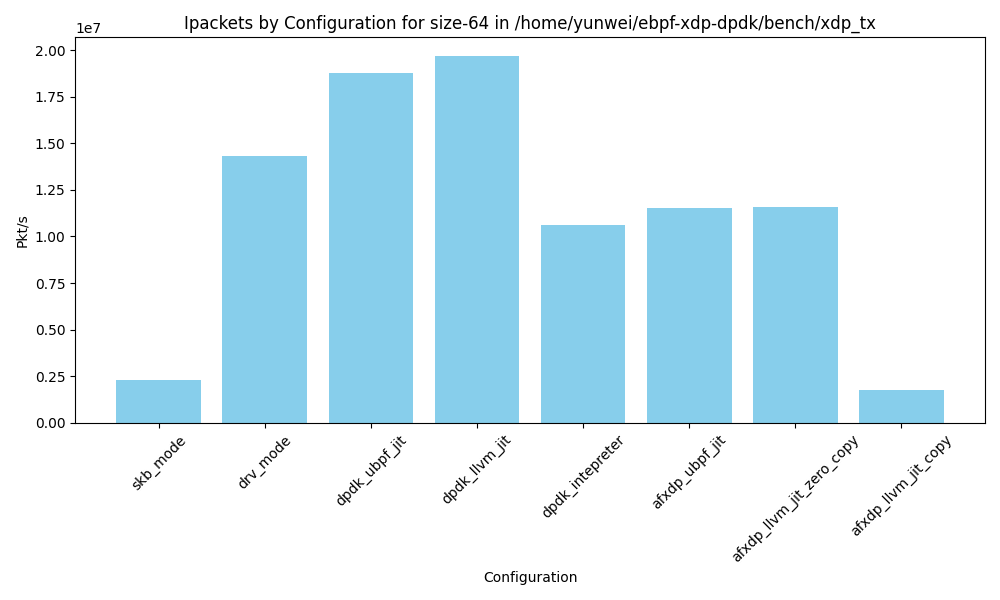 Ipackets by Configuration for size-64 in /home/yunwei/ebpf-xdp-dpdk/bench/xdp_tx
1e7
2.00
1.75
1.50
1.25
1.00
0.75
0.50
0.25
0.00
Pkt/s
skb_mode
drv_mode
dpdk_ubpf_jit
dpdk_llvm_jit
dpdk_intepreter
afxdp_ubpf_jit
afxdp_llvm_jit_zero_copy
afxdp_llvm_jit_copy
Configuration